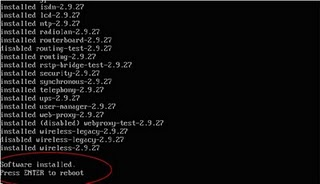 installed isdn-2.9.27
installed lcd-2.9.27
installed ntp-2.9.27
installed radiolan-2.9.27
installed routerboard-2.9.27
disabled routing-test-2.9.27
installed routing-2.9.27
installed rstp-bridge-test-2.9.27
installed security-2.9.27
installed synchronous-2.9.27
installed telephony-2.9.27
installed ups-2.9.27
installed user-manager-2.9.27
installed web-proxy-2.9.27
installed (disabled) webproxy-test-2.9.27
installed wireless-legacy-2.9.27
disabled wireless-legacy-2.9.27
installed wireless-2.9.27
Software installed.
Press ENTER to reboot